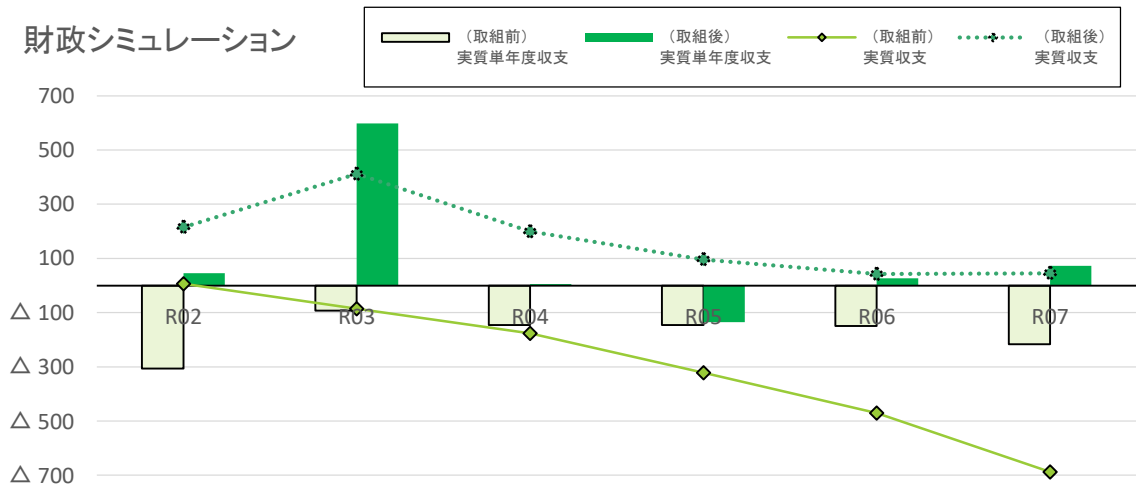 財政シミュレーション
（取組前）
実質単年度収支
（取組後）
実質単年度収支
（取組前）
実質収支
（取組後）
実質収支
700
500
300
100
△ 100
△ 300
△ 500
△ 700
R02 R03 R04 R05 R06 R07